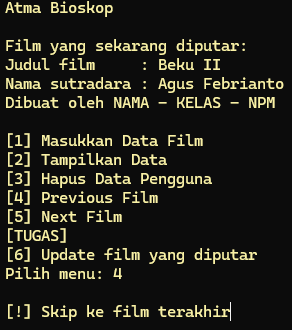 Atma Bioskop
Film yang sekarang diputar:
Judul film     : Beku II
Nama sutradara : Agus Febrianto
Dibuat oleh NAMA - KELAS - NPM
[1] Masukkan Data Film
[2] Tampilkan Data
[3] Hapus Data Pengguna
[4] Previous Film
[5] Next Film
[TUGAS]
[6] Update film yang diputar
Pilih menu: 4
[!] Skip ke film terakhir